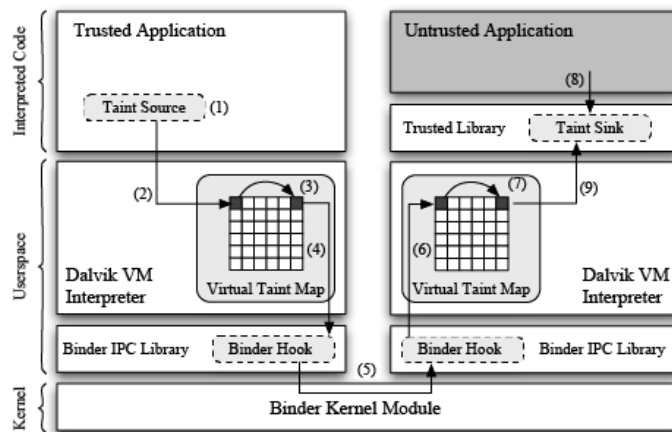 Interpreted Code
Userspace
Kernel
Trusted Application
Taint Source
(1)
(2)
(3)
(4)
Virtual Taint Map
Dalvik VM
Interpreter
Binder IPC Library
Binder Hook
(5)
Binder Kernel Module
Untrusted Application
(8)
Trusted Library
Taint Sink
(9)
(7)
(6)
Virtual Taint Map
Dalvik VM
Interpreter
Binder Hook
Binder IPC Library